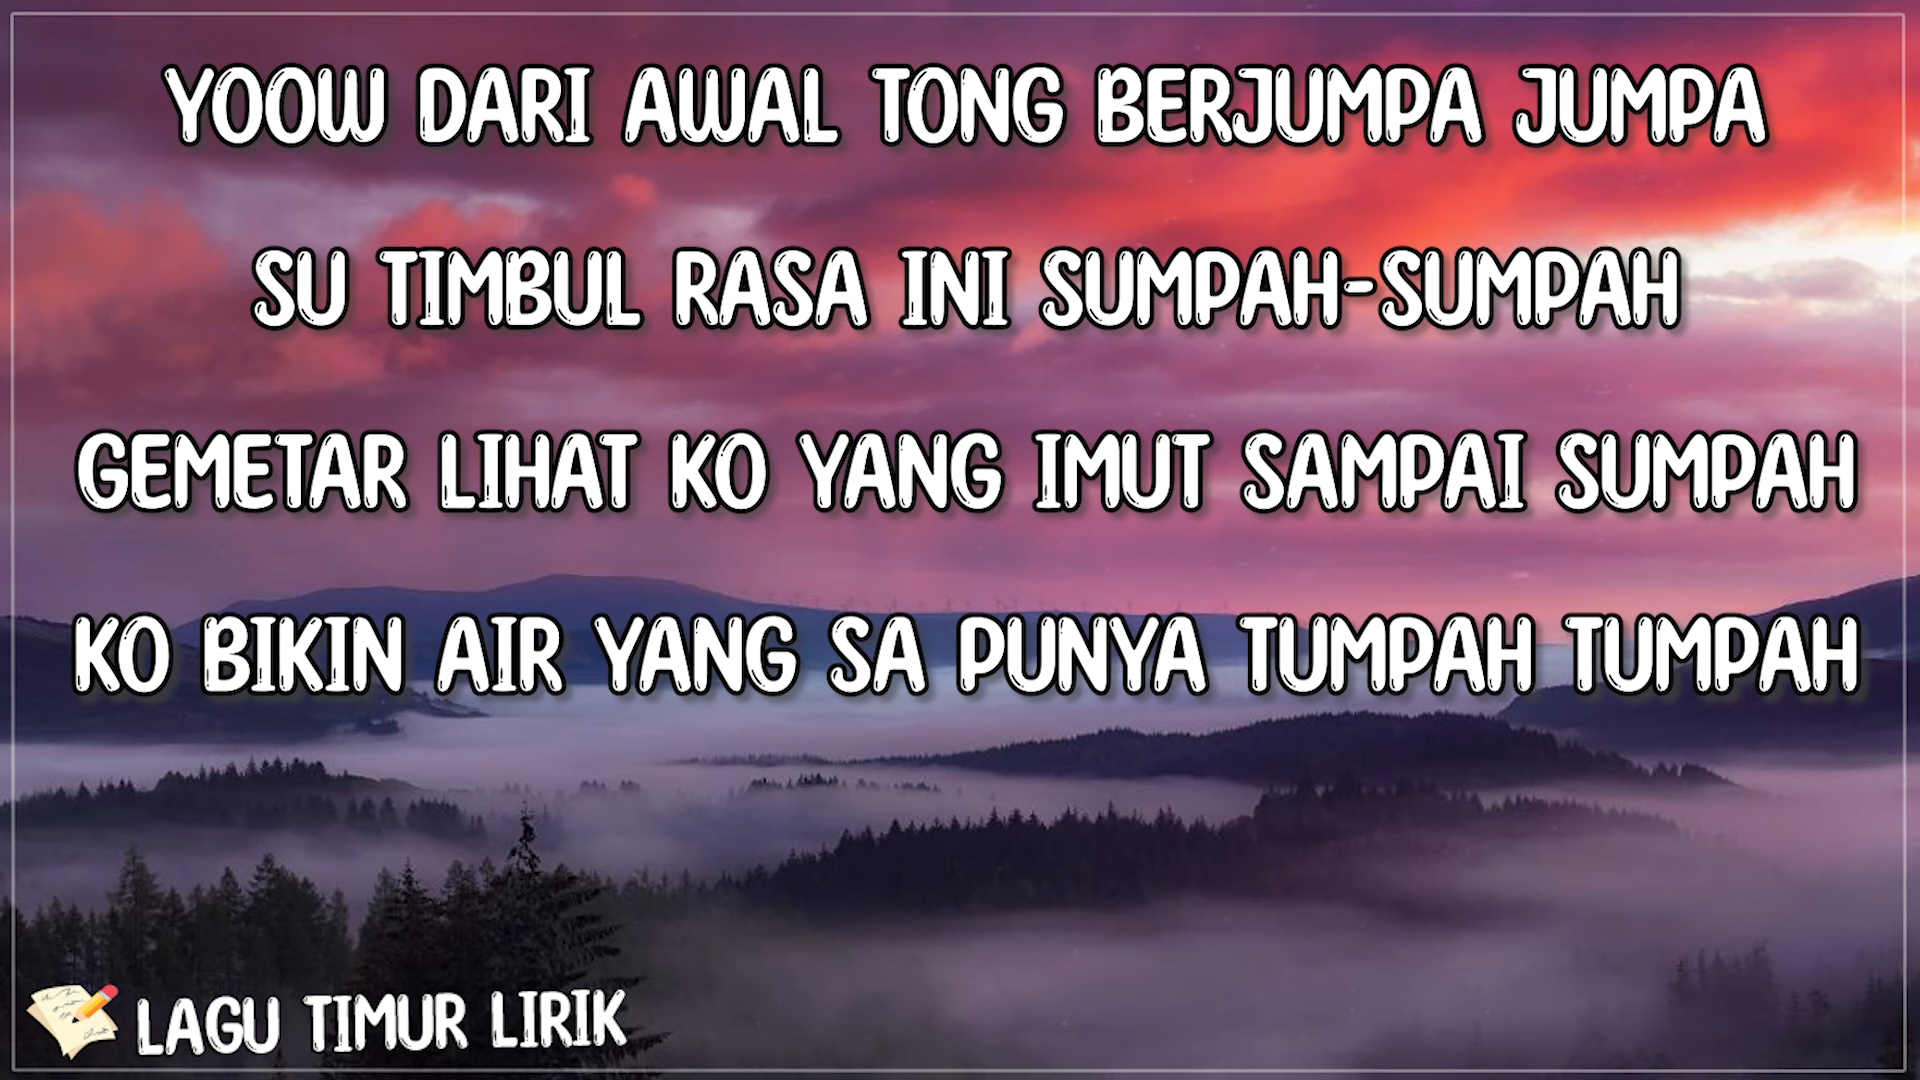 YOOW DARI AWAL TONG BERJUMPA JUMPA
SU TIMBUL RASA INI SUMPAH-SUMPAH
GEMETAR LIHAT KO YANG IMUT SAMPAI SUMPAH
KO BIKIN AIR YANG SA PUNYA TUMPAH TUMPAH
LAGU TIMUR LIRIK